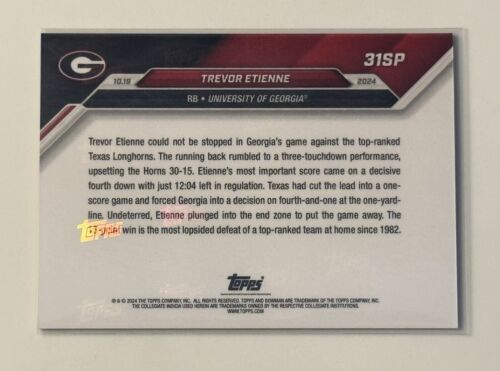 G
31SP
10.19 TREVOR ETIENNE 2024
RB • UNIVERSITY OF GEORGIA®
Trevor Etienne could not be stopped in Georgia's game against the top-ranked
Texas Longhorns. The running back rumbled to a three-touchdown performance,
upsetting the Horns 30-15. Etienne's most important score came on a decisive
fourth down with just 12:04 left in regulation. Texas had cut the lead into a one-
score game and forced Georgia into a decision on fourth-and-one at the one-yard-
line. Undeterred, Etienne plunged into the end zone to put the game away. The
win is the most lopsided defeat of a top-ranked team at home since 1982.
TOPPS
Topps
® & © 2024 THE TOPPS COMPANY, INC. ALL RIGHTS RESERVED. TOPPS AND BOWMAN ARE TRADEMARK OF THE TOPPS COMPANY, INC.
THE COLLEGIATE INDICIA USED HEREIN ARE TRADEMARKS OWNED BY THE RESPECTIVE COLLEGIATE INSTITUTIONS.
WWW.TOPPS.COM